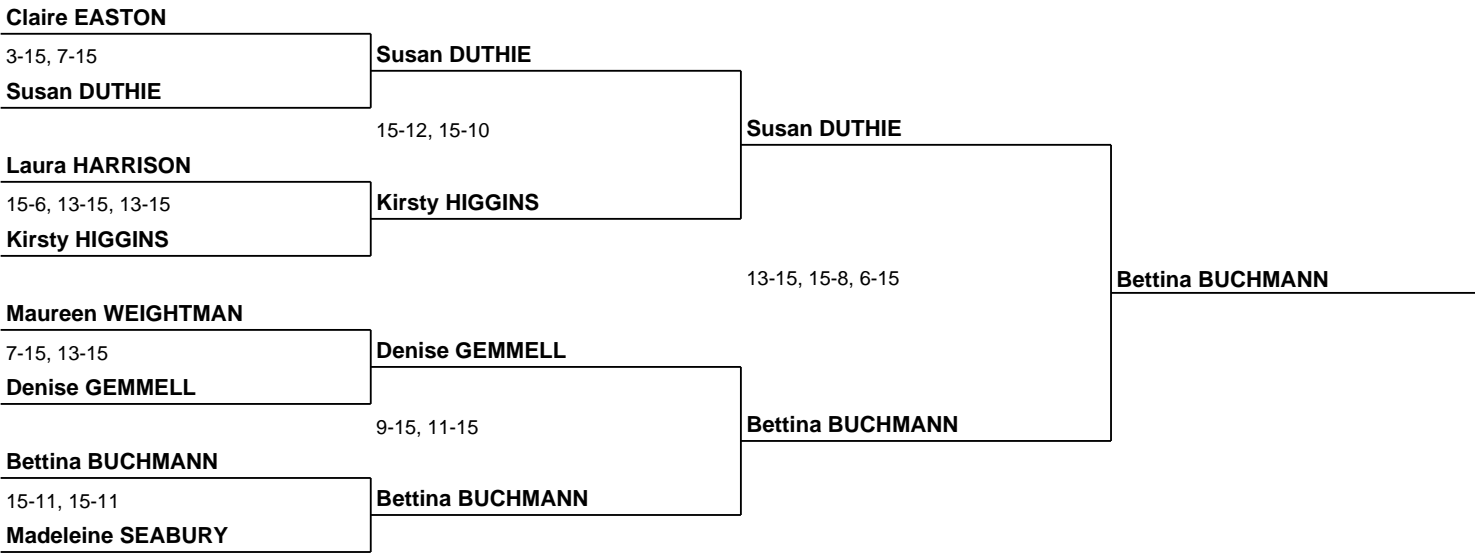 Claire EASTON
3-15, 7-15
Susan DUTHIE
Susan DUTHIE
15-12, 15-10
Susan DUTHIE
Laura HARRISON
15-6, 13-15, 13-15
Kirsty HIGGINS
Kirsty HIGGINS
13-15, 15-8, 6-15
Bettina BUCHMANN
Maureen WEIGHTMAN
7-15, 13-15
Denise GEMMELL
Denise GEMMELL
9-15, 11-15
Bettina BUCHMANN
Bettina BUCHMANN
15-11, 15-11
Bettina BUCHMANN
Madeleine SEABURY